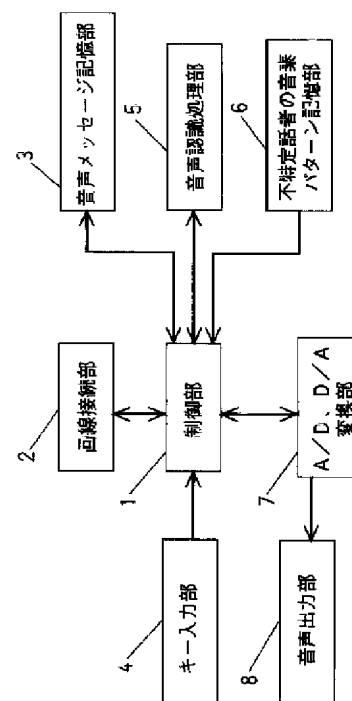 2
回線接続部
3
音声メッセージ記憶部
4
キー入力部
1
制御部
5
音声認識処理部
8
音声出力部
7
A/D、D/A
変換部
6
不特定話者の音素
パターン記憶部